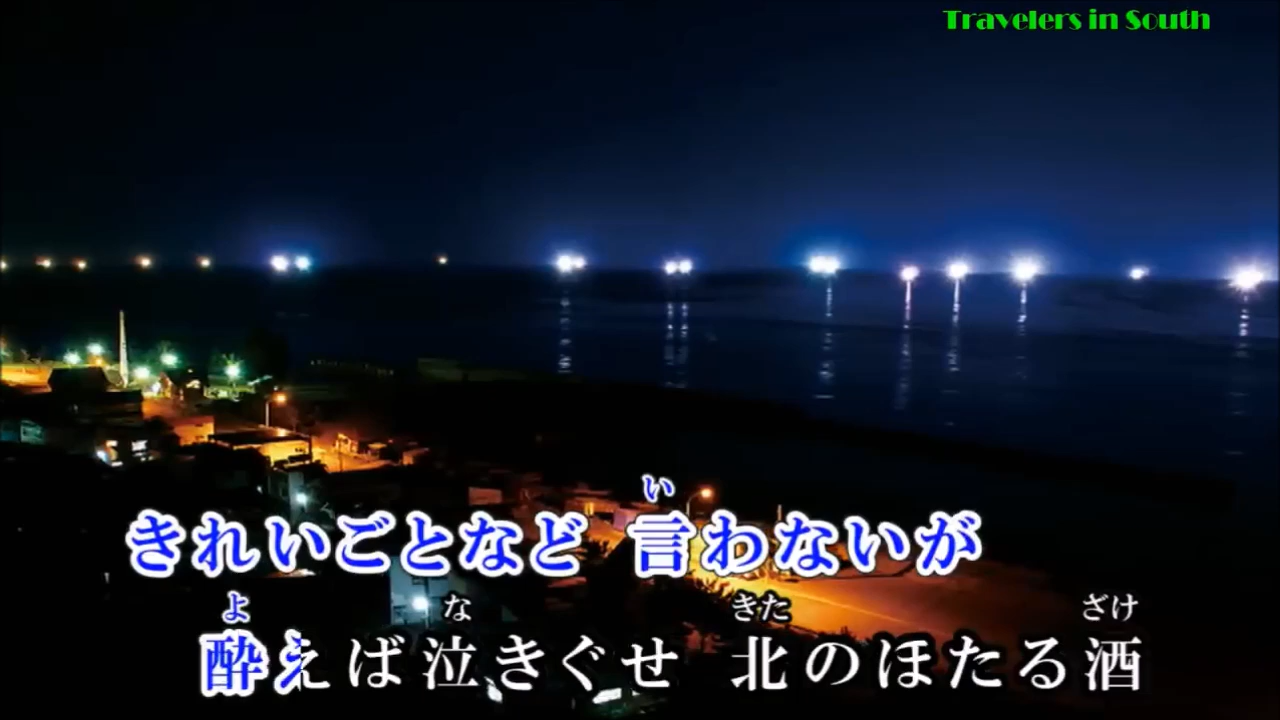 Travelers in South
い
きれいごとなど 言わないが
よ な きた ざけ
酔えば泣きぐせ 北のほたる酒